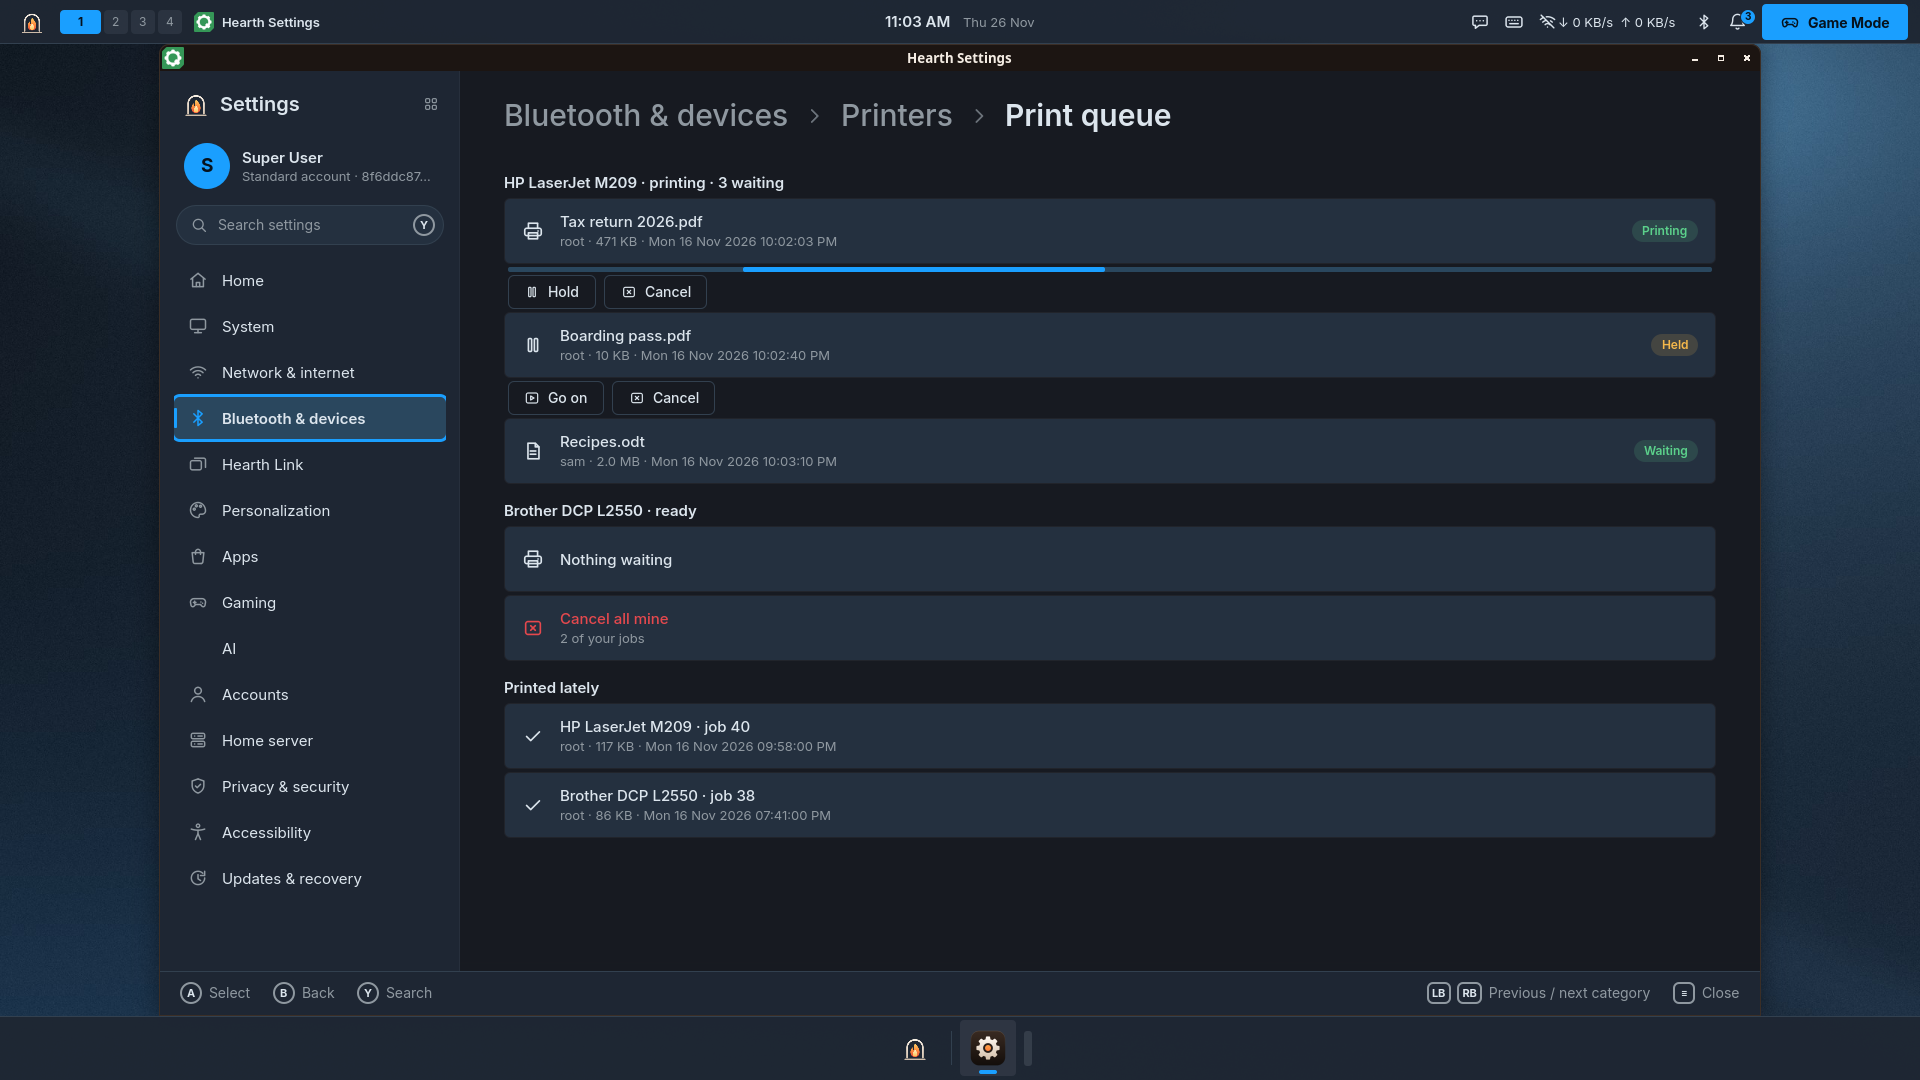 1 2 3 4 Hearth Settings
11:03 AM Thu 26 Nov
↓ 0 KB/s ↑ 0 KB/s
3
Game Mode
Hearth Settings
Settings
S
Super User
Standard account · 8f6ddc87...
Search settings Y
Home
System
Network & internet
Bluetooth & devices
Hearth Link
Personalization
Apps
Gaming
AI
Accounts
Home server
Privacy & security
Accessibility
Updates & recovery
Bluetooth & devices > Printers > Print queue
HP LaserJet M209 · printing · 3 waiting
Tax return 2026.pdf
root · 471 KB · Mon 16 Nov 2026 10:02:03 PM
Printing
Hold Cancel
Boarding pass.pdf
root · 10 KB · Mon 16 Nov 2026 10:02:40 PM
Held
Go on Cancel
Recipes.odt
sam · 2.0 MB · Mon 16 Nov 2026 10:03:10 PM
Waiting
Brother DCP L2550 · ready
Nothing waiting
Cancel all mine
2 of your jobs
Printed lately
HP LaserJet M209 · job 40
root · 117 KB · Mon 16 Nov 2026 09:58:00 PM
Brother DCP L2550 · job 38
root · 86 KB · Mon 16 Nov 2026 07:41:00 PM
A Select B Back Y Search
LB RB Previous / next category ≡ Close